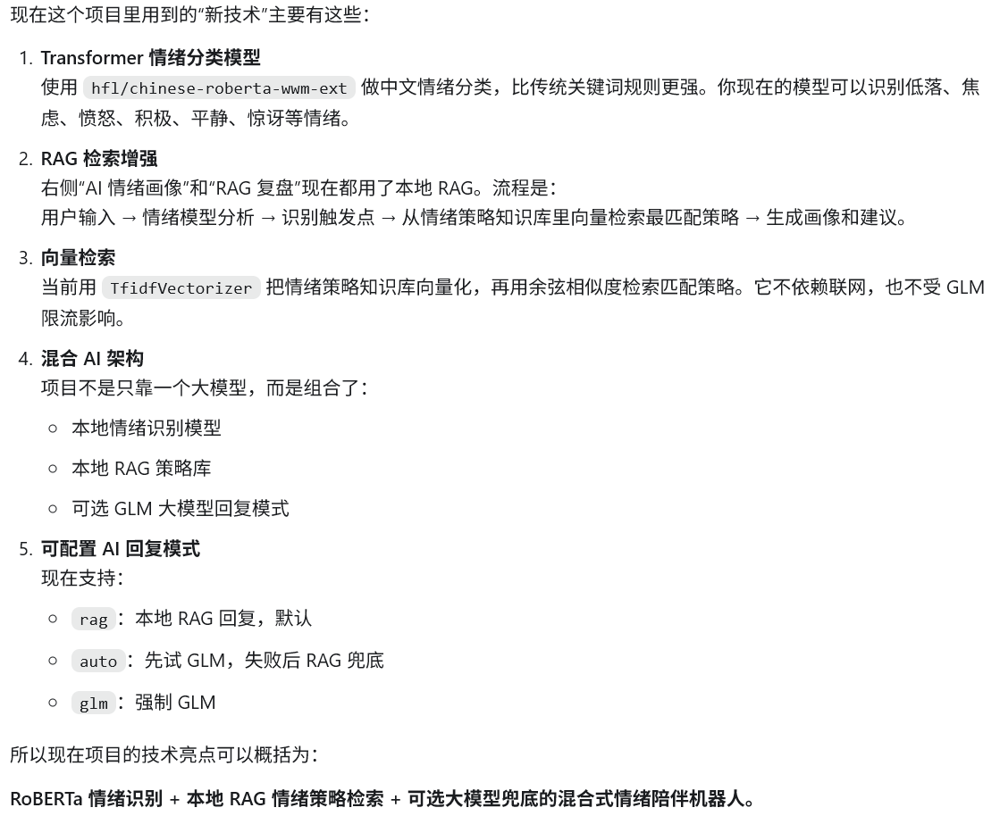 现在这个项目里用到的“新技术”主要有这些：
1. Transformer 情绪分类模型
使用 hfl/chinese-roberta-wwm-ext 做中文情绪分类，比传统关键词规则更强。你现在的模型可以识别低落、焦
虑、愤怒、积极、平静、惊讶等情绪。
2. RAG 检索增强
右侧“AI 情绪画像”和“RAG 复盘”现在都用了本地 RAG。流程是：
用户输入 → 情绪模型分析 → 识别触发点 → 从情绪策略知识库里向量检索最匹配策略 → 生成画像和建议。
3. 向量检索
当前用 TfidfVectorizer 把情绪策略知识库向量化，再用余弦相似度检索匹配策略。它不依赖联网，也不受 GLM
限流影响。
4. 混合 AI 架构
项目不是只靠一个大模型，而是组合了：
○ 本地情绪识别模型
○ 本地 RAG 策略库
○ 可选 GLM 大模型回复模式
5. 可配置 AI 回复模式
现在支持：
○ rag：本地 RAG 回复，默认
○ auto：先试 GLM，失败后 RAG 兜底
○ glm：强制 GLM
所以现在项目的技术亮点可以概括为：
RoBERTa 情绪识别 + 本地 RAG 情绪策略检索 + 可选大模型兜底的混合式情绪陪伴机器人。